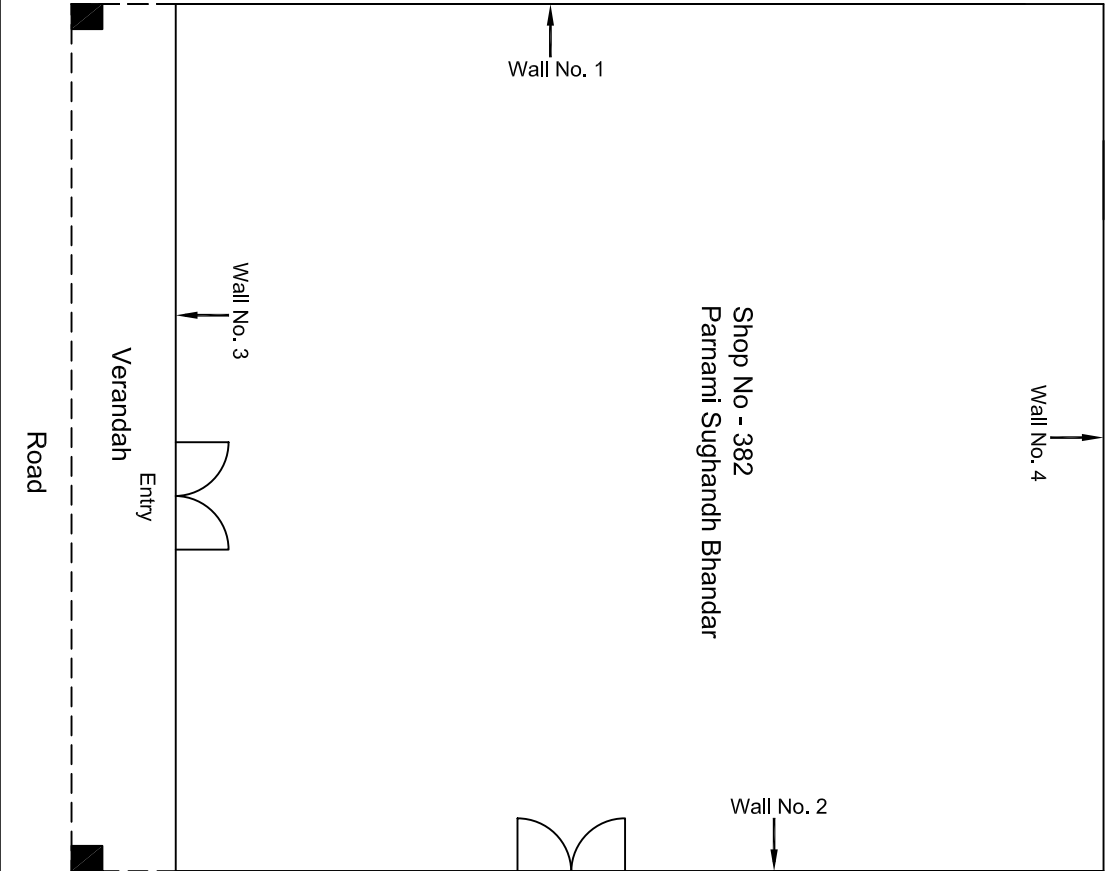 Wall No. 1
Wall No. 3
Wall No. 4
Shop No - 382
Parnami Sughandh Bhandar
Verandah
Entry
Road
Wall No. 2